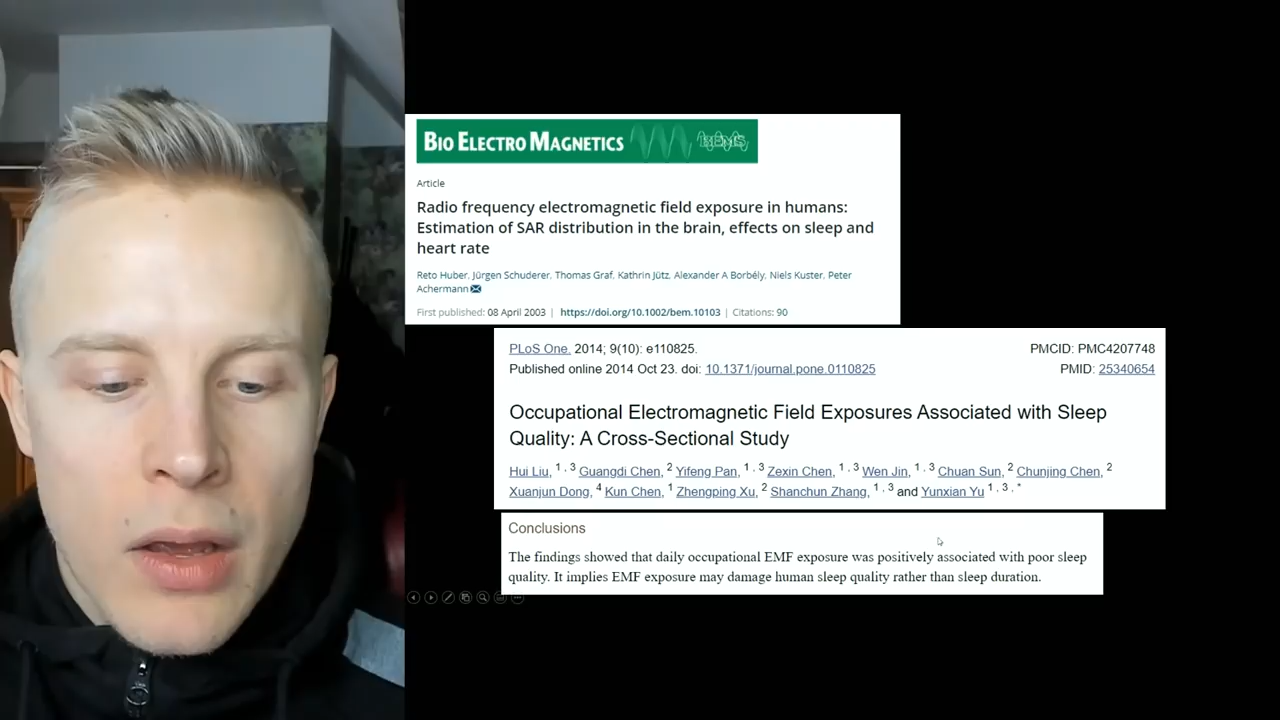 BIO ELECTRO MAGNETICS
BEMS
Article
Radio frequency electromagnetic field exposure in humans:
Estimation of SAR distribution in the brain, effects on sleep and
heart rate
Reto Huber, Jürgen Schuderer, Thomas Graf, Kathrin Jütz, Alexander A Borbély, Niels Kuster, Peter
Achermann
First published: 08 April 2003 | https://doi.org/10.1002/bem.10103 | Citations: 90
PLoS One. 2014; 9(10): e110825. PMCID: PMC4207748
Published online 2014 Oct 23. doi: 10.1371/journal.pone.0110825 PMID: 25340654
Occupational Electromagnetic Field Exposures Associated with Sleep
Quality: A Cross-Sectional Study
Hui Liu, 1 , 3 Guangdi Chen, 2 Yifeng Pan, 1 , 3 Zexin Chen, 1 , 3 Wen Jin, 1 , 3 Chuan Sun, 2 Chunjing Chen, 2
Xuanjun Dong, 4 Kun Chen, 1 Zhengping Xu, 2 Shanchun Zhang, 1 , 3 and Yunxian Yu 1 , 3 , *
Conclusions
The findings showed that daily occupational EMF exposure was positively associated with poor sleep
quality. It implies EMF exposure may damage human sleep quality rather than sleep duration.